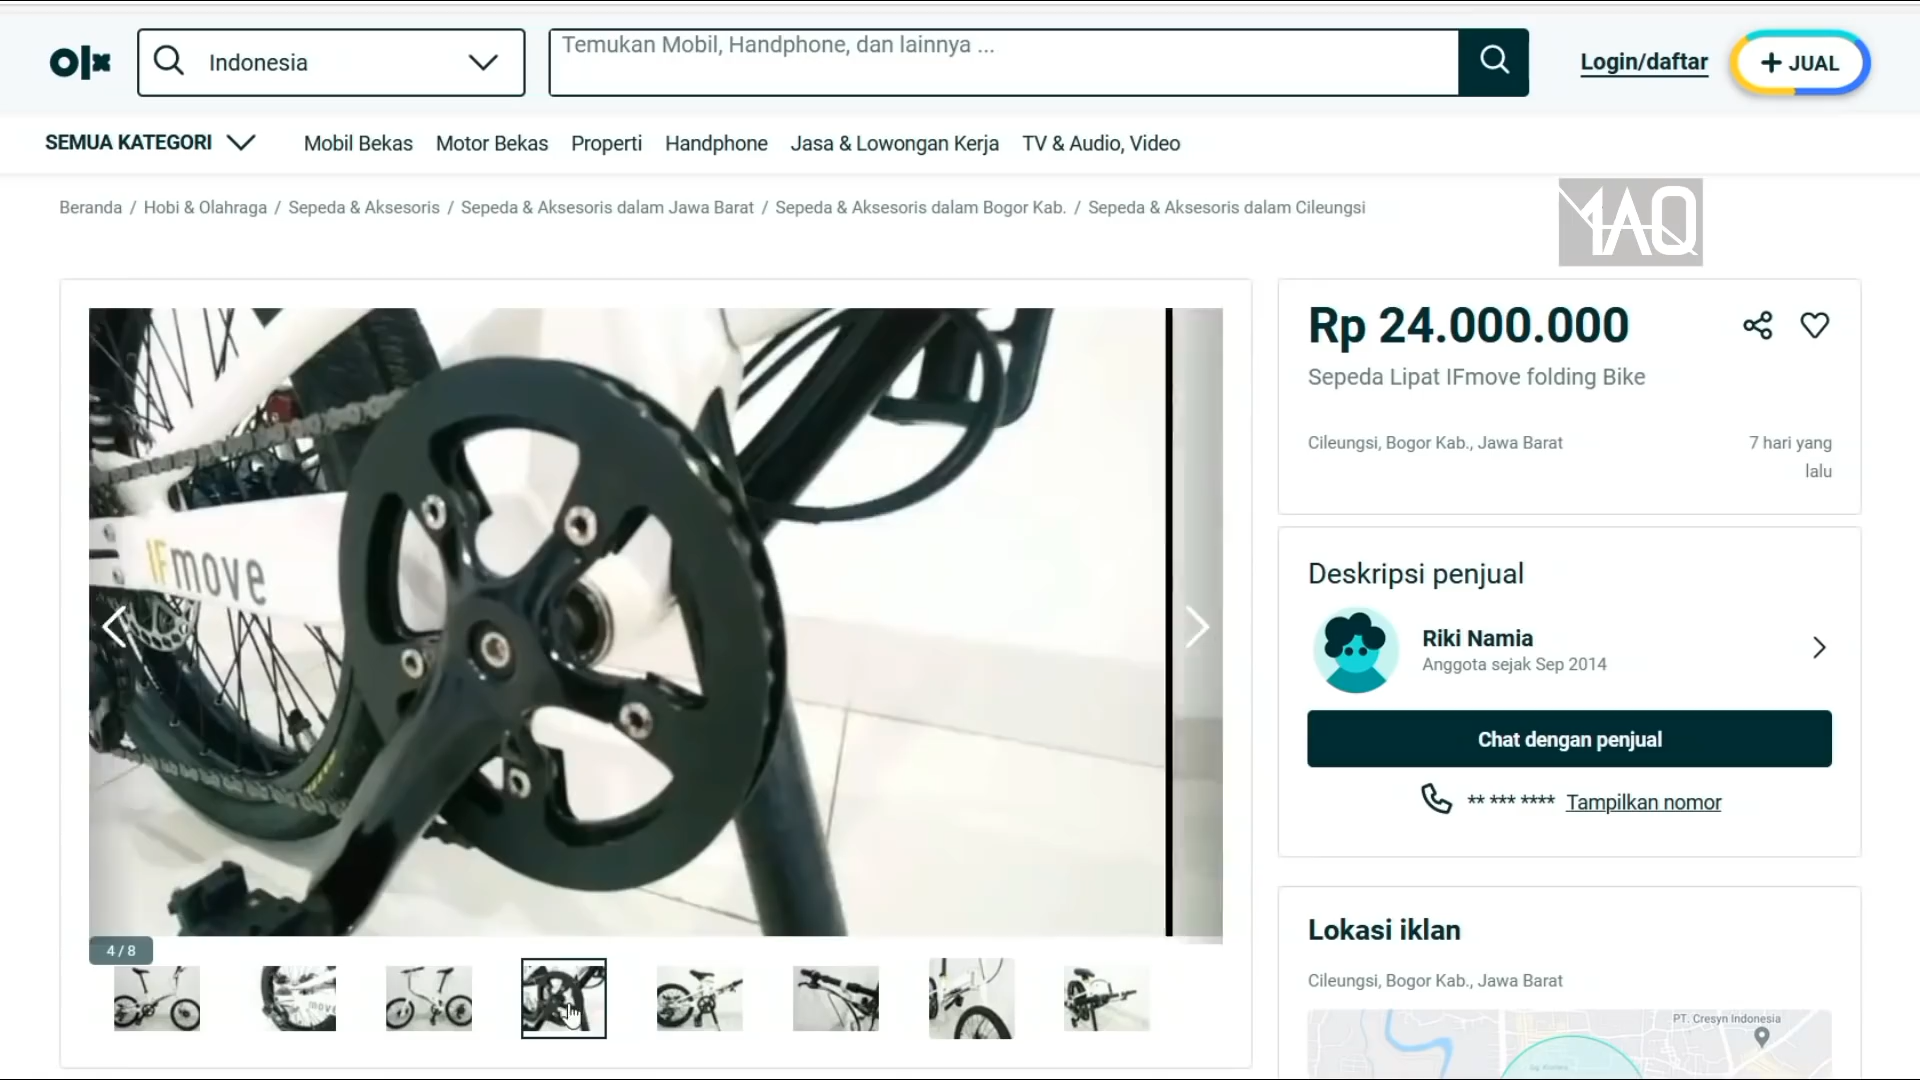 olx
Indonesia
Temukan Mobil, Handphone, dan lainnya ...
Login/daftar
+ JUAL
SEMUA KATEGORI
Mobil Bekas
Motor Bekas
Properti
Handphone
Jasa & Lowongan Kerja
TV & Audio, Video
Beranda / Hobi & Olahraga / Sepeda & Aksesoris / Sepeda & Aksesoris dalam Jawa Barat / Sepeda & Aksesoris dalam Bogor Kab. / Sepeda & Aksesoris dalam Cileungsi
IFmove
4 / 8
Rp 24.000.000
Sepeda Lipat IFmove folding Bike
Cileungsi, Bogor Kab., Jawa Barat
7 hari yang
lalu
Deskripsi penjual
Riki Namia
Anggota sejak Sep 2014
Chat dengan penjual
** *** **** Tampilkan nomor
Lokasi iklan
Cileungsi, Bogor Kab., Jawa Barat
PT. Cresyn Indonesia